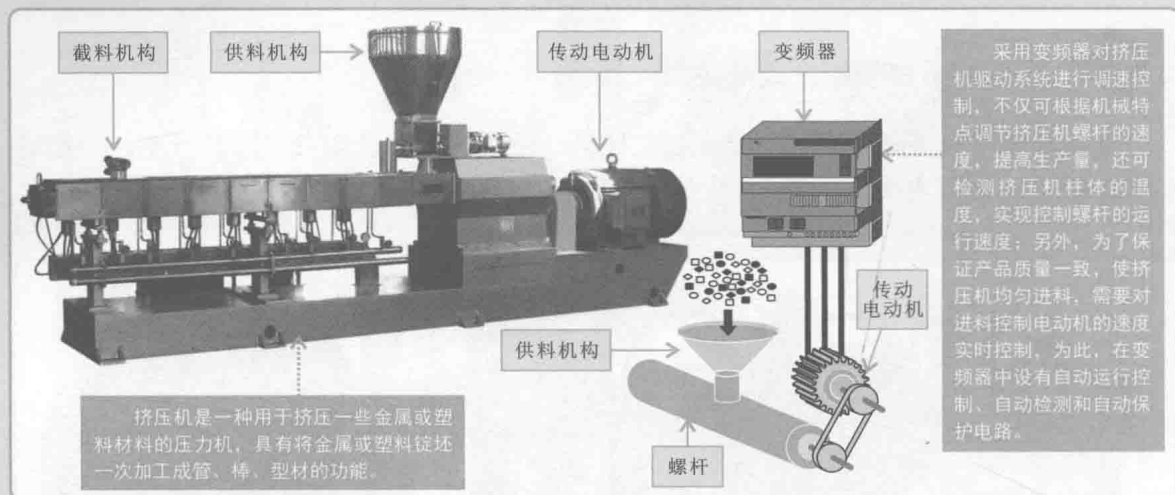 截料机构
供料机构
传动电动机
变频器
采用变频器对挤压
机驱动系统进行调速控
制，不仅可根据机械特
点调节挤压机螺杆的速
度，提高生产量，还可
检测挤压机柱体的温
度，实现控制螺杆的运
行速度；另外，为了保
证产品质量一致，使挤
压机均匀进料，需要对
进料控制电动机的速度
实时控制，为此，在变
频器中设有自动运行控
制、自动检测和自动保
护电路。
传动
电动机
供料机构
螺杆
挤压机是一种用于挤压一些金属或塑
料材料的压力机，具有将金属或塑料锭坯
一次加工成管、棒、型材的功能。